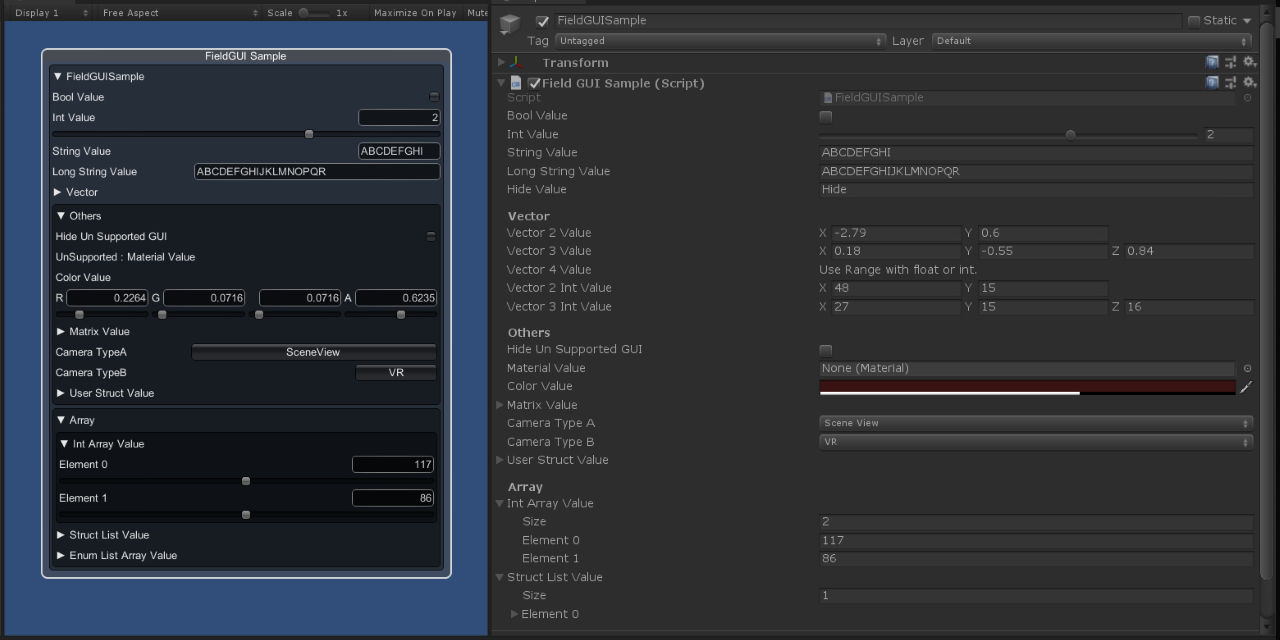 Display 1 Free Aspect Scale 1x Maximize On Play Mute
FieldGUI Sample
FieldGUISample
Bool Value
Int Value 2
String Value ABCDEFGHI
Long String Value ABCDEFGHIJKLMNOPQR
Vector
Others
Hide Un Supported GUI
UnSupported : Material Value
Color Value
R 0.2264 G 0.0716 0.0716 A 0.6235
Matrix Value
Camera TypeA SceneView
Camera TypeB VR
User Struct Value
Array
Int Array Value
Element 0 117
Element 1 86
Struct List Value
Enum List Array Value
FieldGUISample Static
Tag Untagged Layer Default
Transform
Field GUI Sample (Script)
Script FieldGUISample
Bool Value
Int Value 2
String Value ABCDEFGHI
Long String Value ABCDEFGHIJKLMNOPQR
Hide Value Hide
Vector
Vector 2 Value X -2.79 Y 0.6
Vector 3 Value X 0.18 Y -0.55 Z 0.84
Vector 4 Value Use Range with float or int.
Vector 2 Int Value X 48 Y 15
Vector 3 Int Value X 27 Y 15 Z 16
Others
Hide Un Supported GUI
Material Value None (Material)
Color Value
Matrix Value
Camera Type A Scene View
Camera Type B VR
User Struct Value
Array
Int Array Value
Size 2
Element 0 117
Element 1 86
Struct List Value
Size 1
Element 0